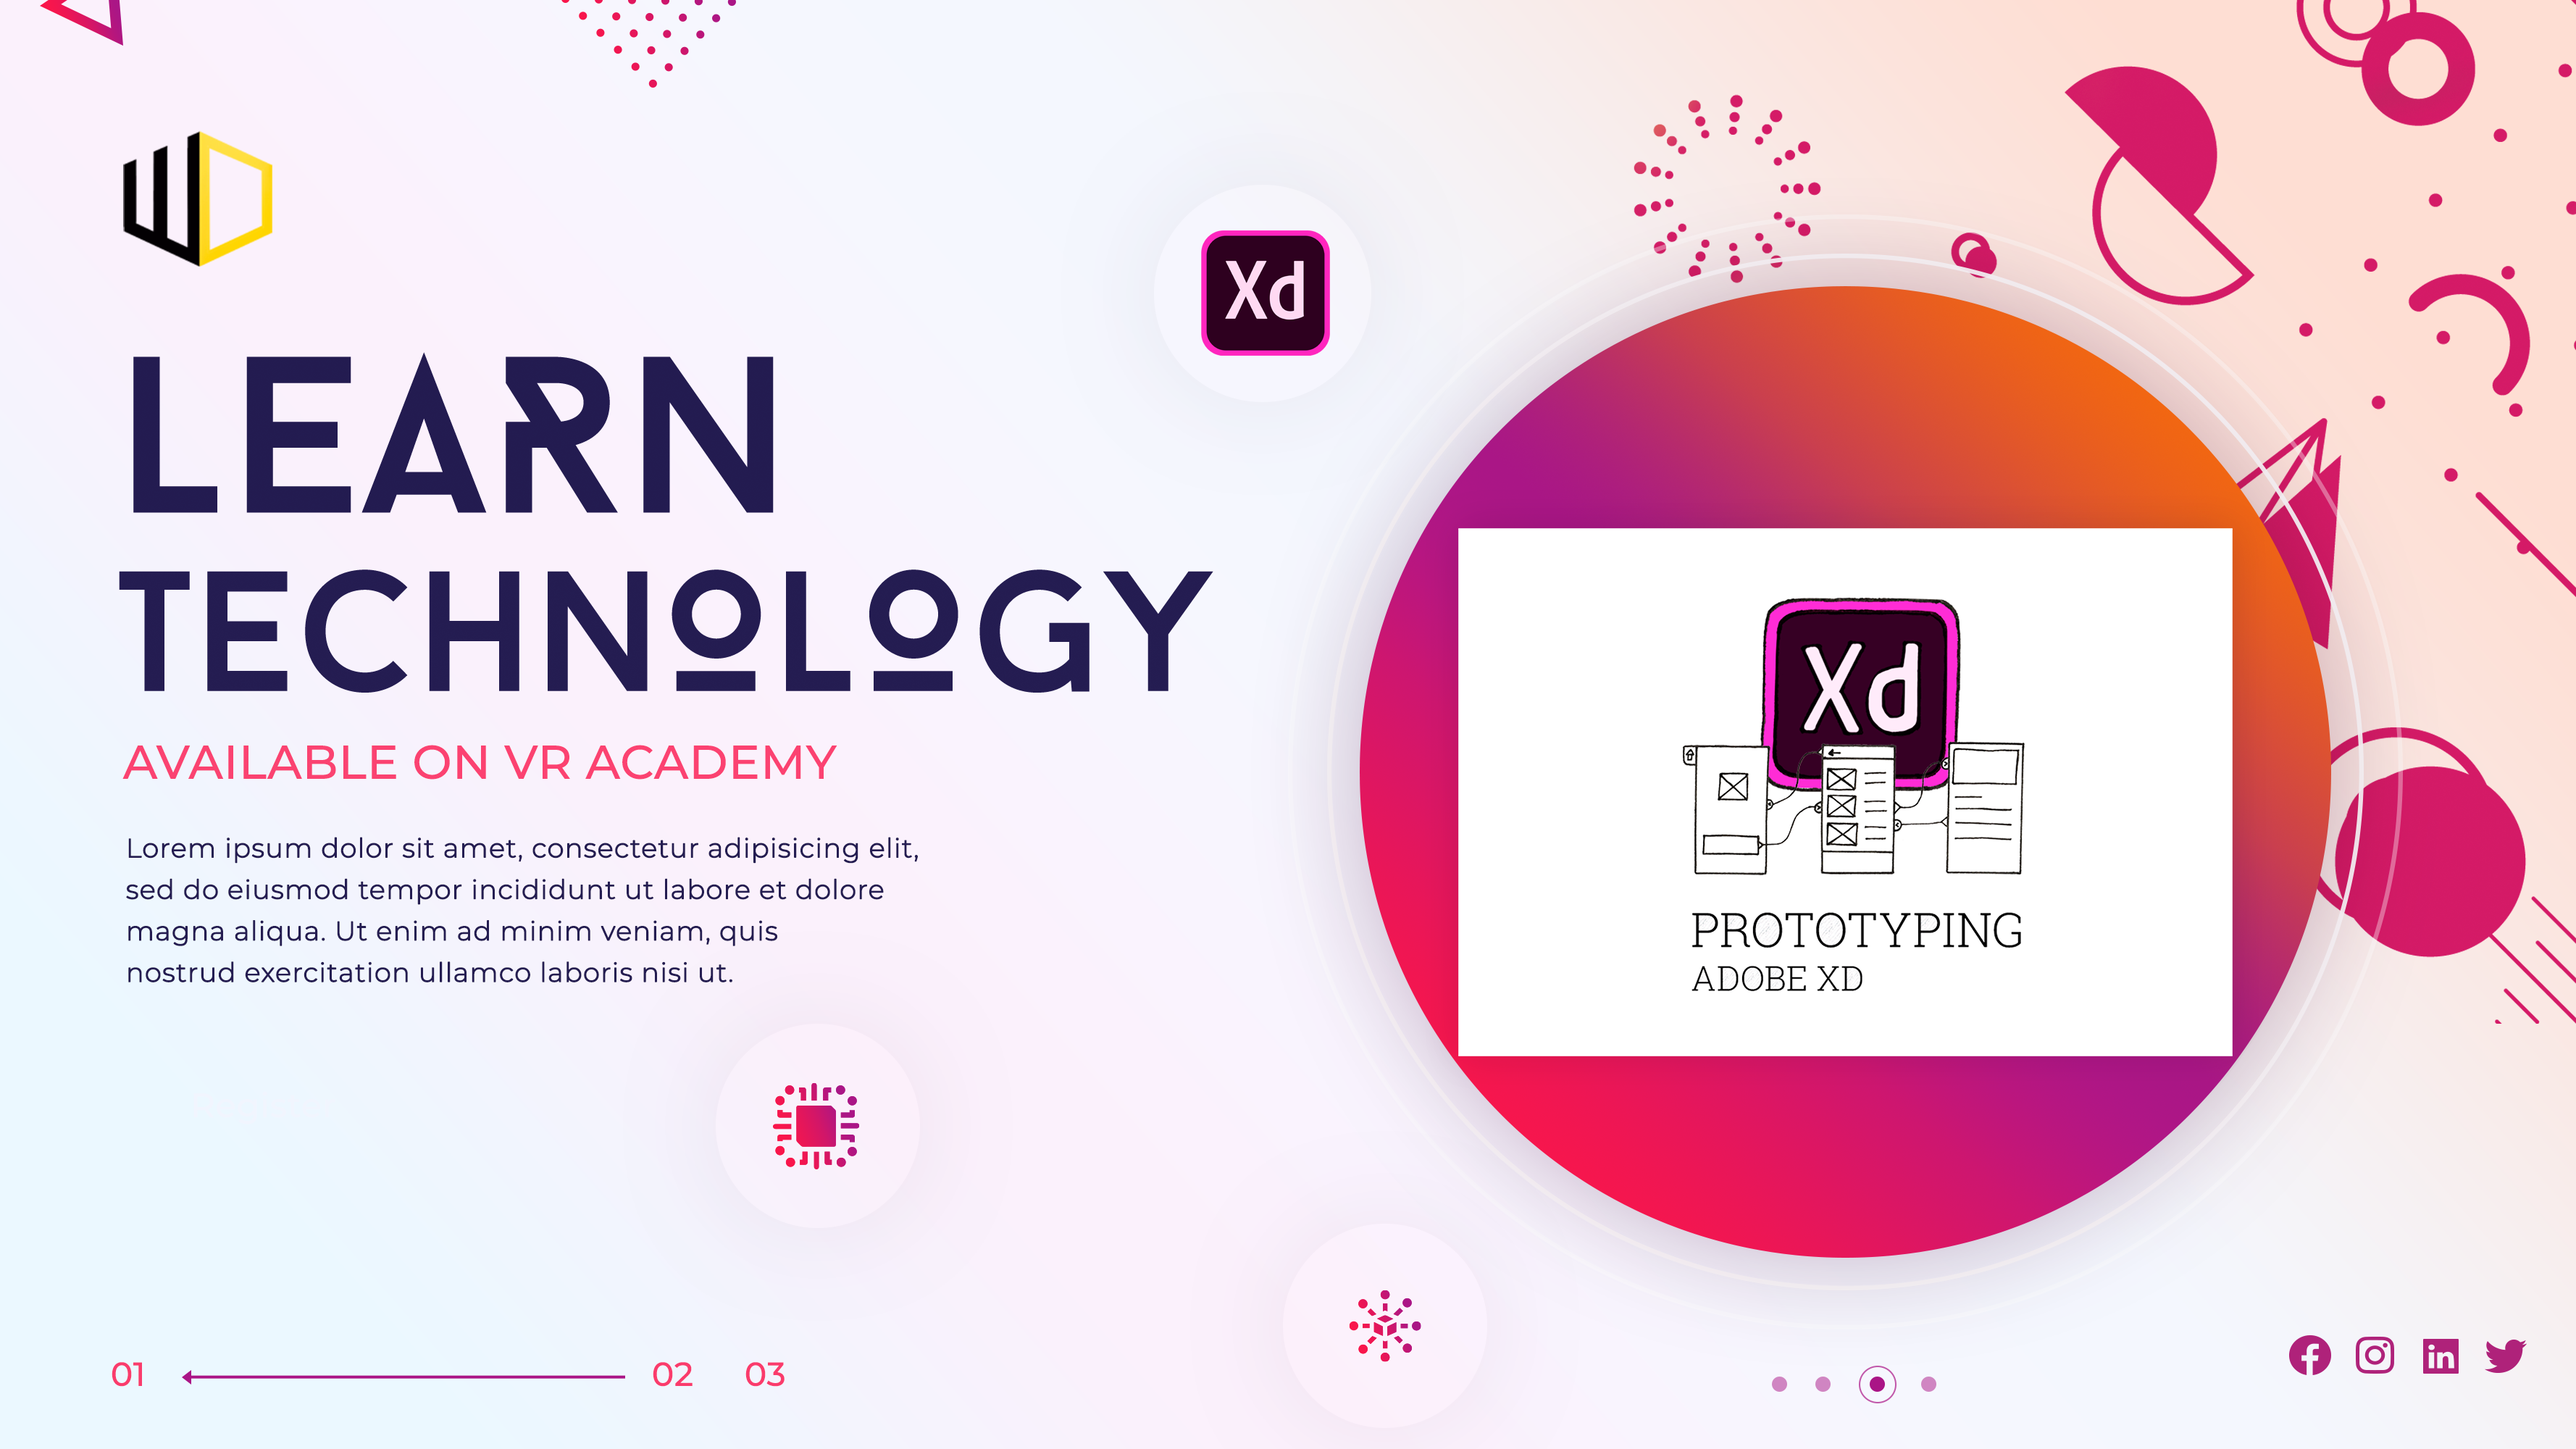 WD
Xd
LEARN
TECHNOLOGY
AVAILABLE ON VR ACADEMY
Lorem ipsum dolor sit amet, consectetur adipisicing elit,
sed do eiusmod tempor incididunt ut labore et dolore
magna aliqua. Ut enim ad minim veniam, quis
nostrud exercitation ullamco laboris nisi ut.
Xd
PROTOTYPING
ADOBE XD
01 02 03